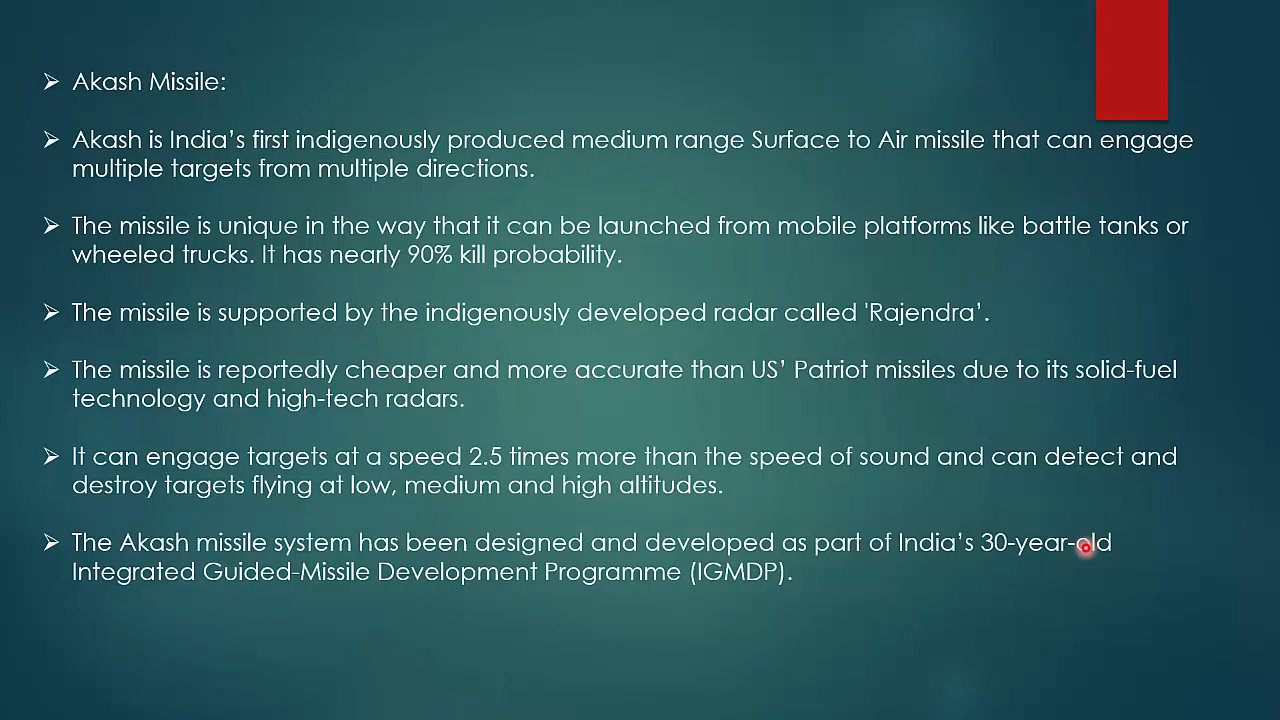 ➢ Akash Missile:
➢ Akash is India’s first indigenously produced medium range Surface to Air missile that can engage
multiple targets from multiple directions.
➢ The missile is unique in the way that it can be launched from mobile platforms like battle tanks or
wheeled trucks. It has nearly 90% kill probability.
➢ The missile is supported by the indigenously developed radar called 'Rajendra’.
➢ The missile is reportedly cheaper and more accurate than US’ Patriot missiles due to its solid-fuel
technology and high-tech radars.
➢ It can engage targets at a speed 2.5 times more than the speed of sound and can detect and
destroy targets flying at low, medium and high altitudes.
➢ The Akash missile system has been designed and developed as part of India’s 30-year-old
Integrated Guided-Missile Development Programme (IGMDP).